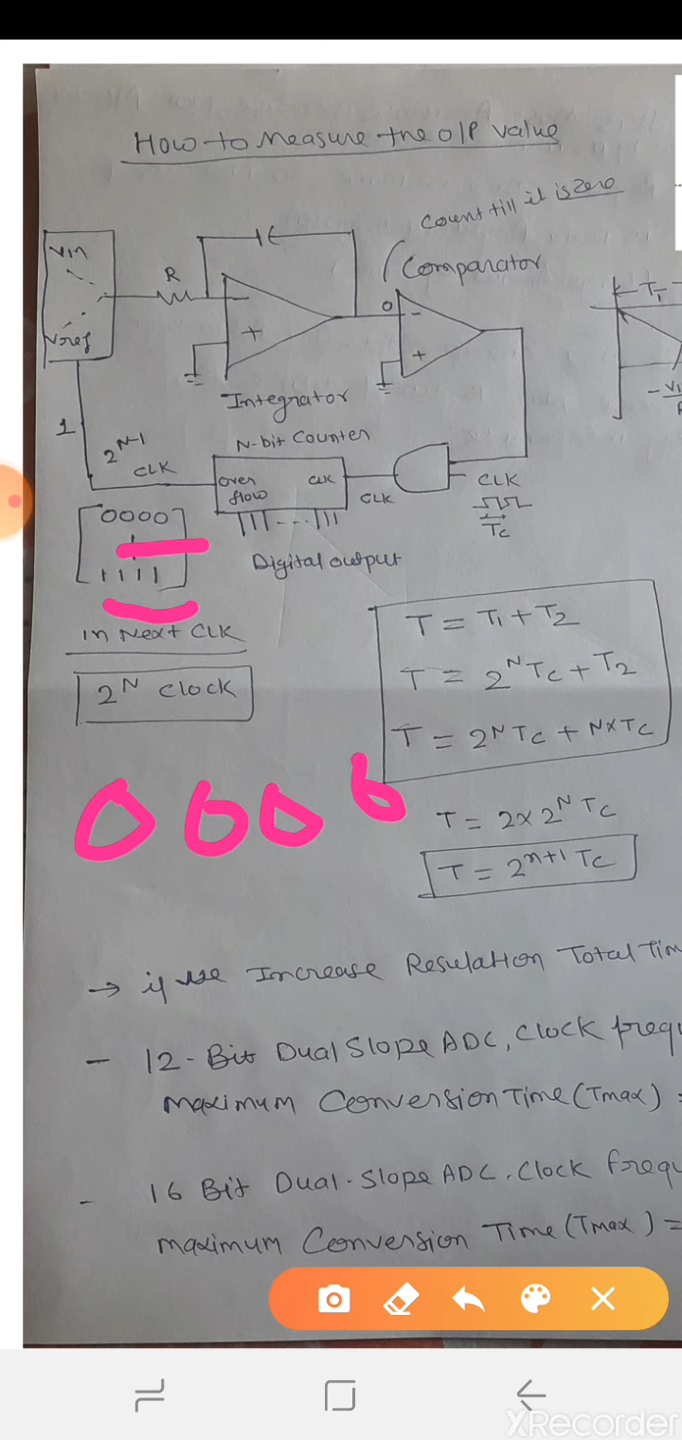 How to Measure the O/P value
Count till it is Zero
Vin
R
(Comparator
0
-
-
+
+
Vref
Integrator
1
N-bit Counter
2^N-1
CLK
over flow
CLK
CLK
CLK
Tc
0000
1111
Digital output
in Next CLK
2^N Clock
T = T1 + T2
T = 2^N Tc + T2
T = 2^N Tc + N x Tc
T = 2 x 2^N Tc
T = 2^n+1 Tc
0000
T1
→ if we Increase Resulation Total Tim
- 12-Bit Dual Slope ADC, Clock frequ
Maximum Conversion Time (Tmax) =
- 16 Bit Dual-Slope ADC, Clock frequ
Maximum Conversion Time (Tmax) =
XRecorder